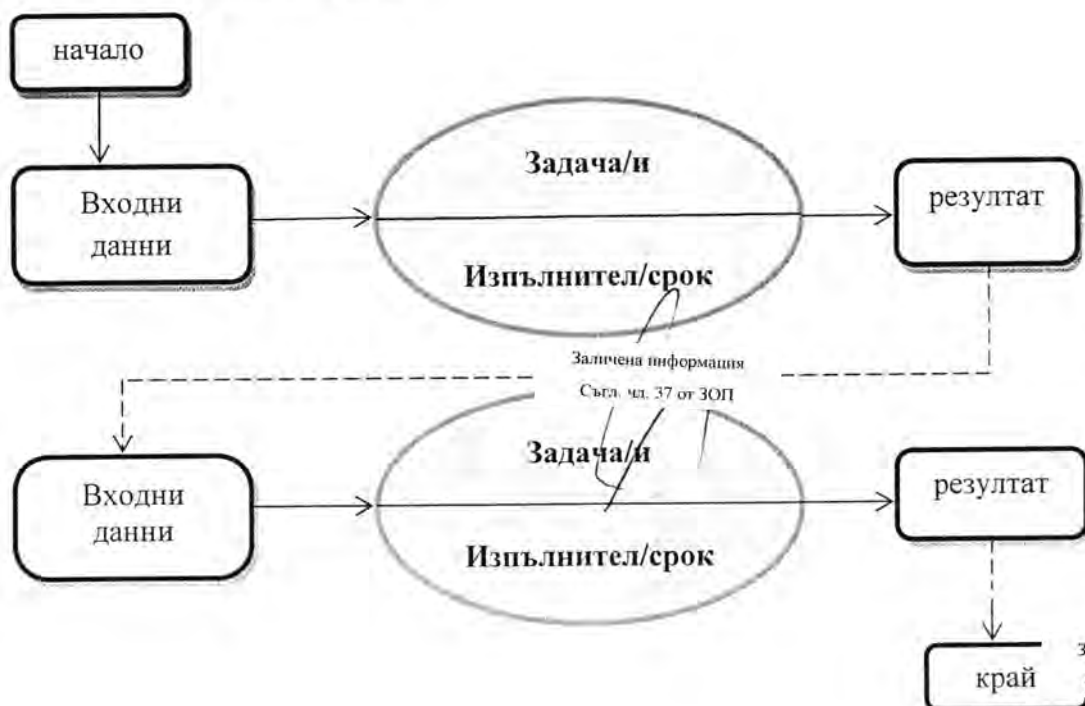 начало
Входни
данни
Задача/и
Изпълнител/срок
резултат
Заличена информация
Съгл. чл. 37 от ЗОП
Входни
данни
Задача/и
Изпълнител/срок
резултат
край